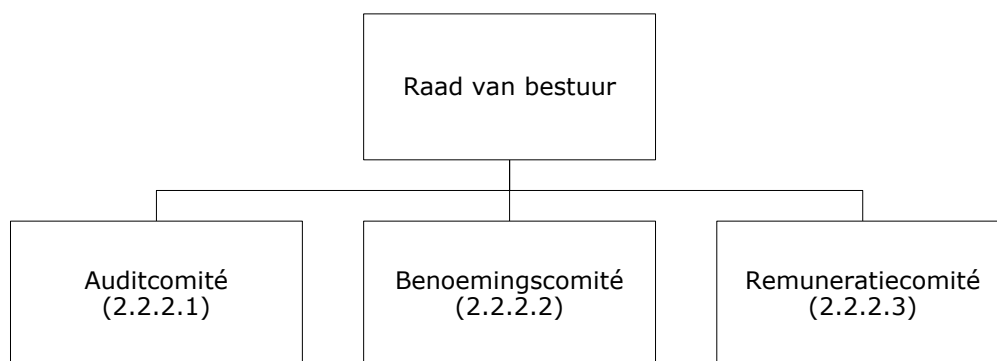 Raad van bestuur
Auditcomité
(2.2.2.1)
Benoemingscomité
(2.2.2.2)
Remuneratiecomité
(2.2.2.3)